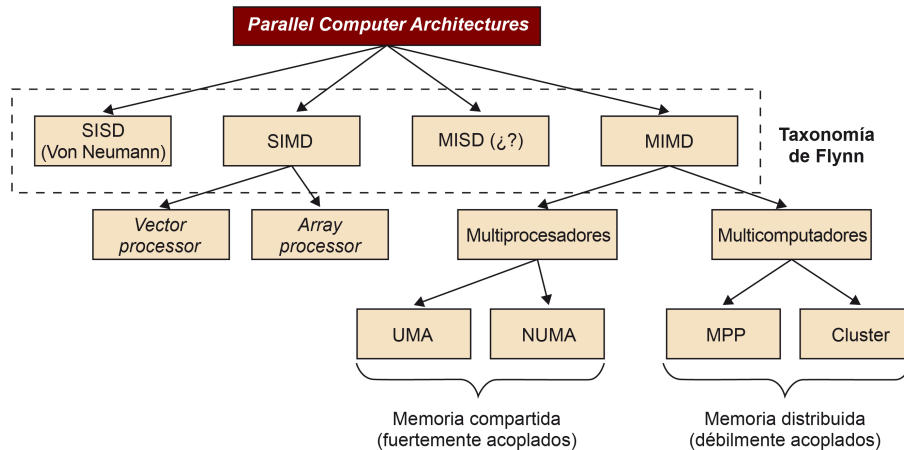 Parallel Computer Architectures
SISD
(Von Neumann)
SIMD
MISD (¿?)
MIMD
Taxonomía
de Flynn
Vector
processor
Array
processor
Multiprocesadores
Multicomputadores
UMA
NUMA
MPP
Cluster
Memoria compartida
(fuertemente acoplados)
Memoria distribuida
(débilmente acoplados)